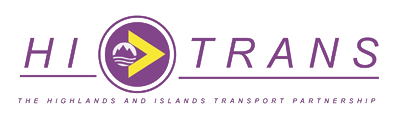 HI TRANS
THE HIGHLANDS AND ISLANDS TRANSPORT PARTNERSHIP